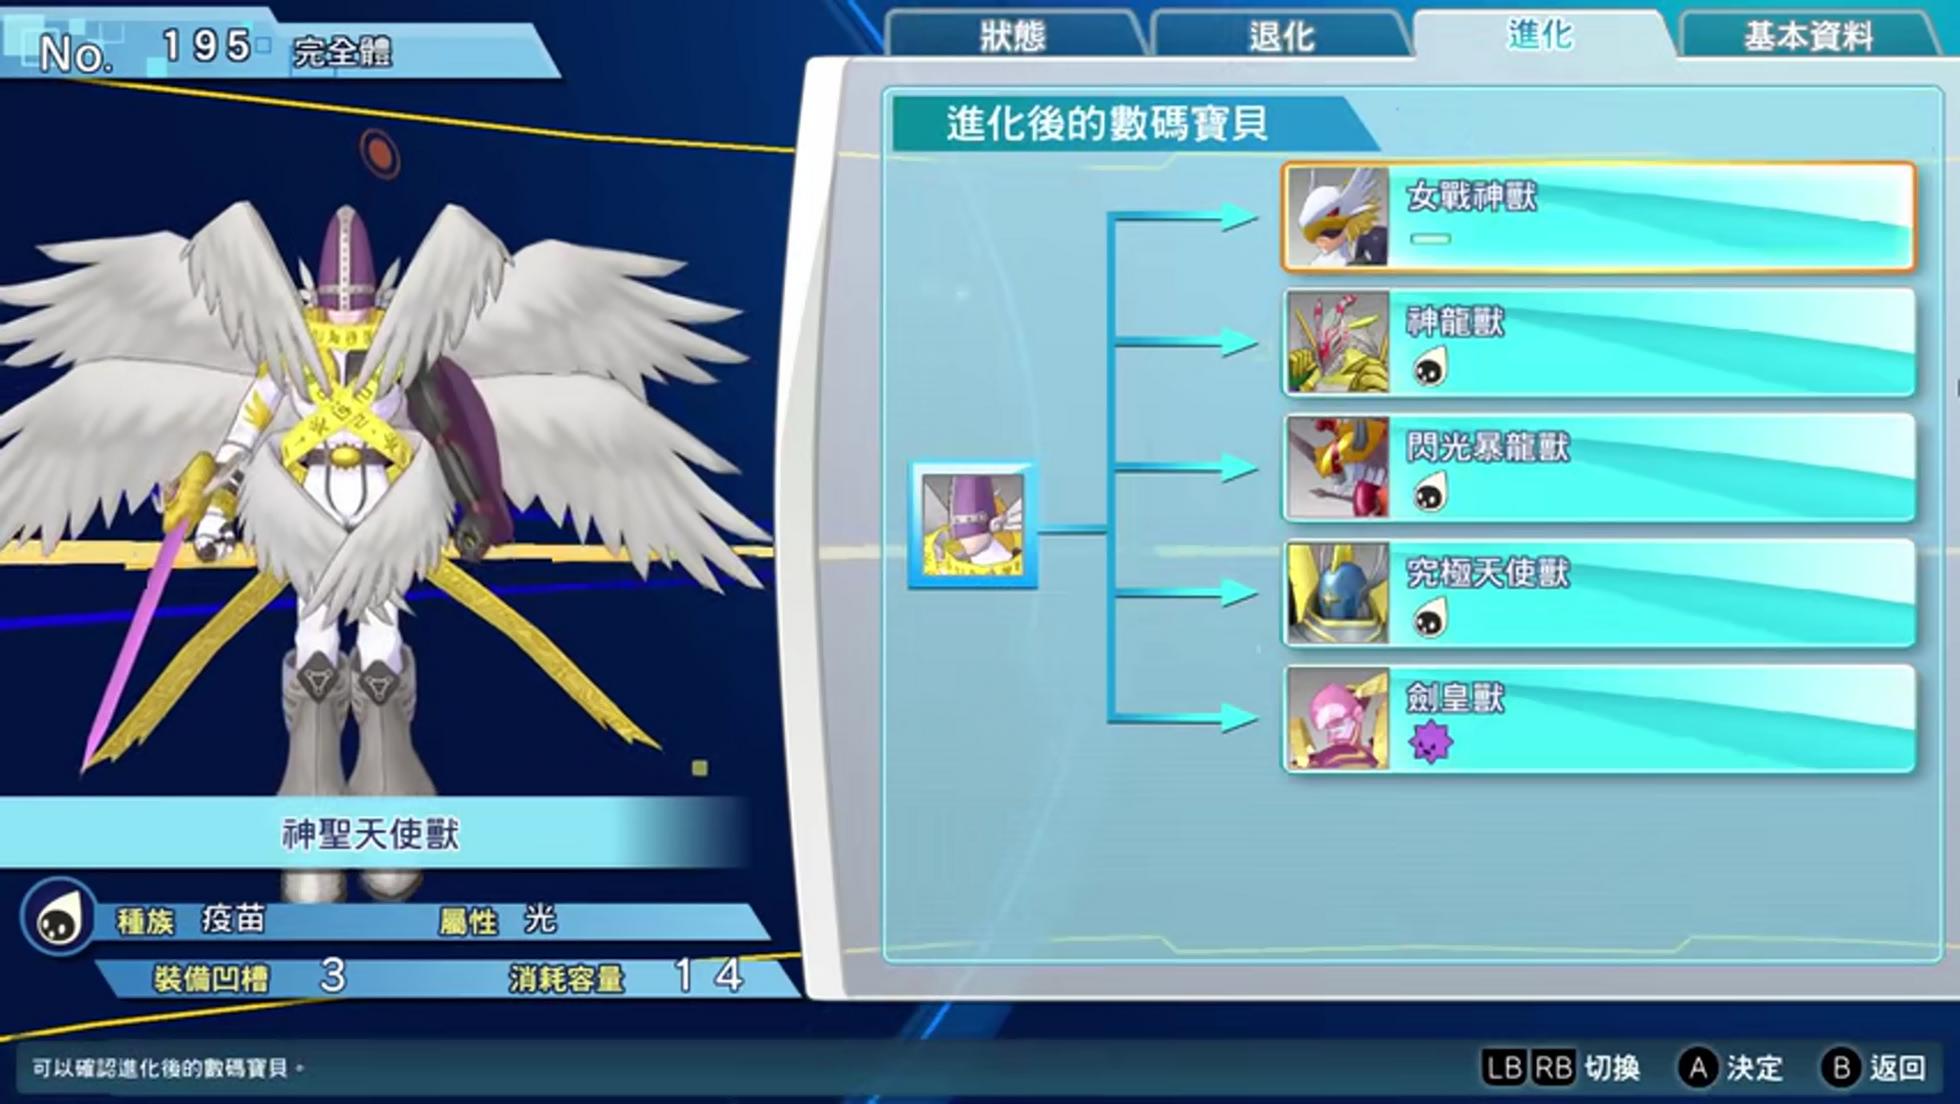 No. 195 完全體
狀態 退化 進化 基本資料
進化後的數碼寶貝
女戰神獸
神龍獸
閃光暴龍獸
究極天使獸
劍皇獸
神聖天使獸
種族 疫苗 屬性 光
裝備凹槽 3 消耗容量 14
可以確認進化後的數碼寶貝。
LB RB 切換 A 決定 B 返回